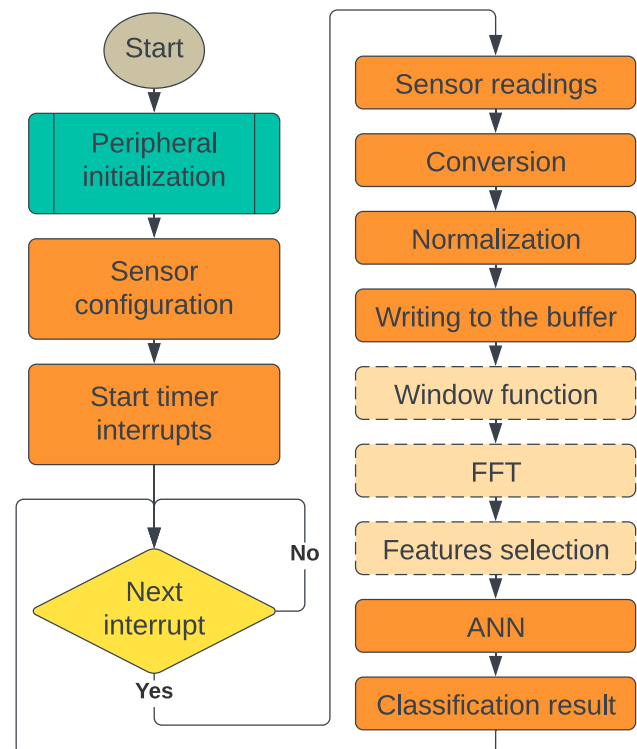 Start
Peripheral
initialization
Sensor
configuration
Start timer
interrupts
No
Next
interrupt
Yes
Sensor readings
Conversion
Normalization
Writing to the buffer
Window function
FFT
Features selection
ANN
Classification result